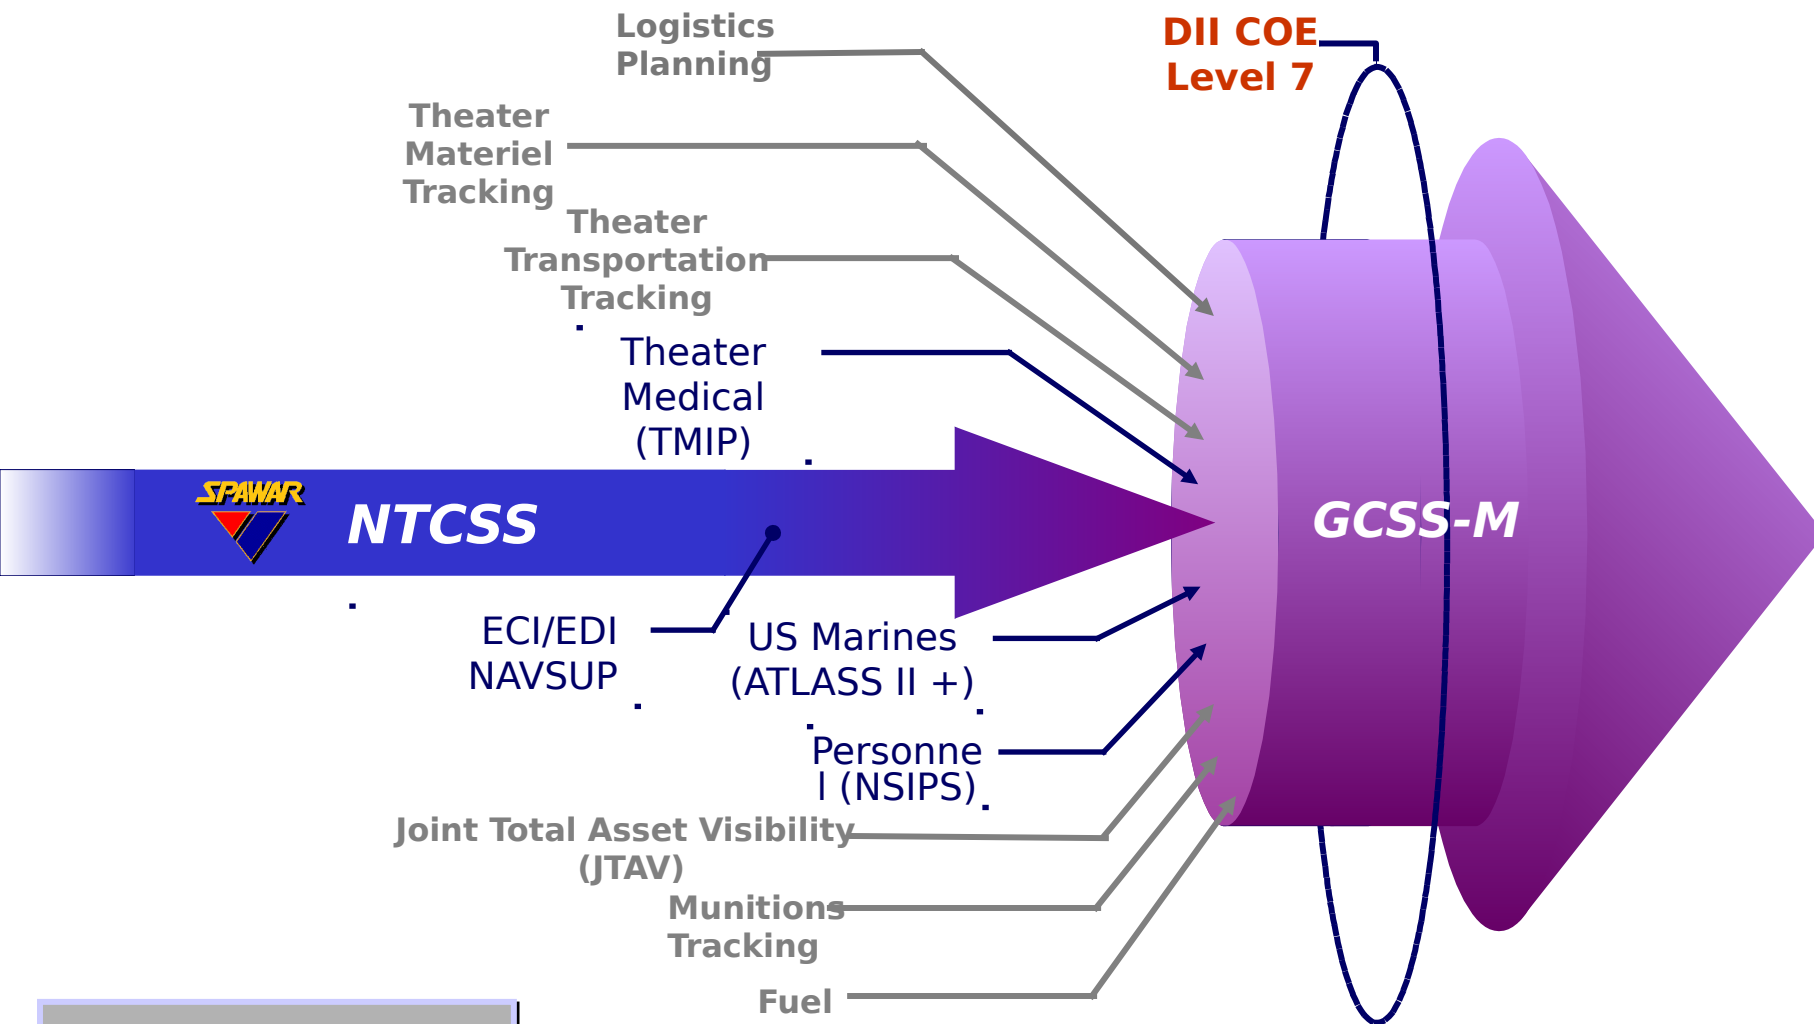 Logistics
Planning
DII COE
Level 7
Theater
Materiel
Tracking
Theater
Transportation
Tracking
Theater
Medical
(TMIP)
SPAWAR
NTCSS
GCSS-M
ECI/EDI
NAVSUP
US Marines
(ATLASS II +)
Personne
l (NSIPS)
Joint Total Asset Visibility
(JTAV)
Munitions
Tracking
Fuel